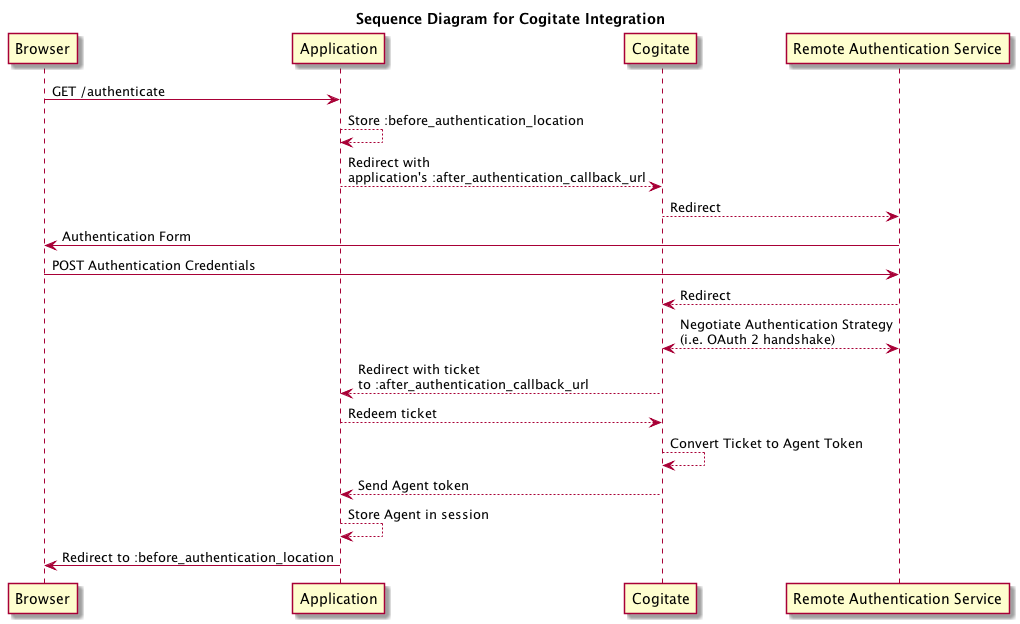 Sequence Diagram for Cogitate Integration
Browser
Application
Cogitate
Remote Authentication Service
GET /authenticate
Store :before_authentication_location
Redirect with
application's :after_authentication_callback_url
Redirect
Authentication Form
POST Authentication Credentials
Redirect
Negotiate Authentication Strategy
(i.e. OAuth 2 handshake)
Redirect with ticket
to :after_authentication_callback_url
Redeem ticket
Convert Ticket to Agent Token
Send Agent token
Store Agent in session
Redirect to :before_authentication_location
Browser
Application
Cogitate
Remote Authentication Service